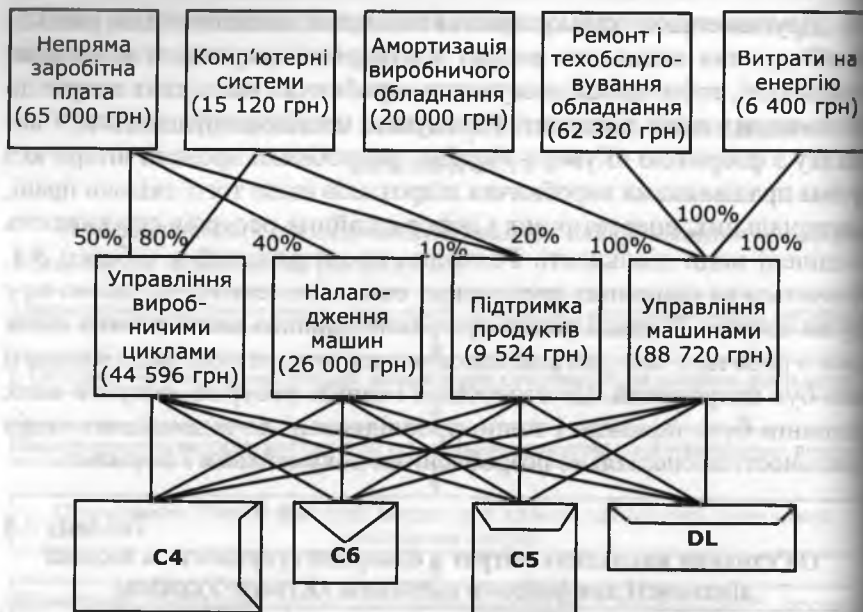 Непряма
заробітна
плата
(65 000 грн)
Комп’ютерні
системи
(15 120 грн)
Амортизація
виробничого
обладнання
(20 000 грн)
Ремонт і
техобслуго-
вування
обладнання
(62 320 грн)
Витрати на
енергію
(6 400 грн)
50% 80% 40% 10% 20% 100% 100% 100%
Управління
вироб-
ничими
циклами
(44 596 грн)
Налаго-
дження
машин
(26 000 грн)
Підтримка
продуктів
(9 524 грн)
Управління
машинами
(88 720 грн)
C4
C6
C5
DL